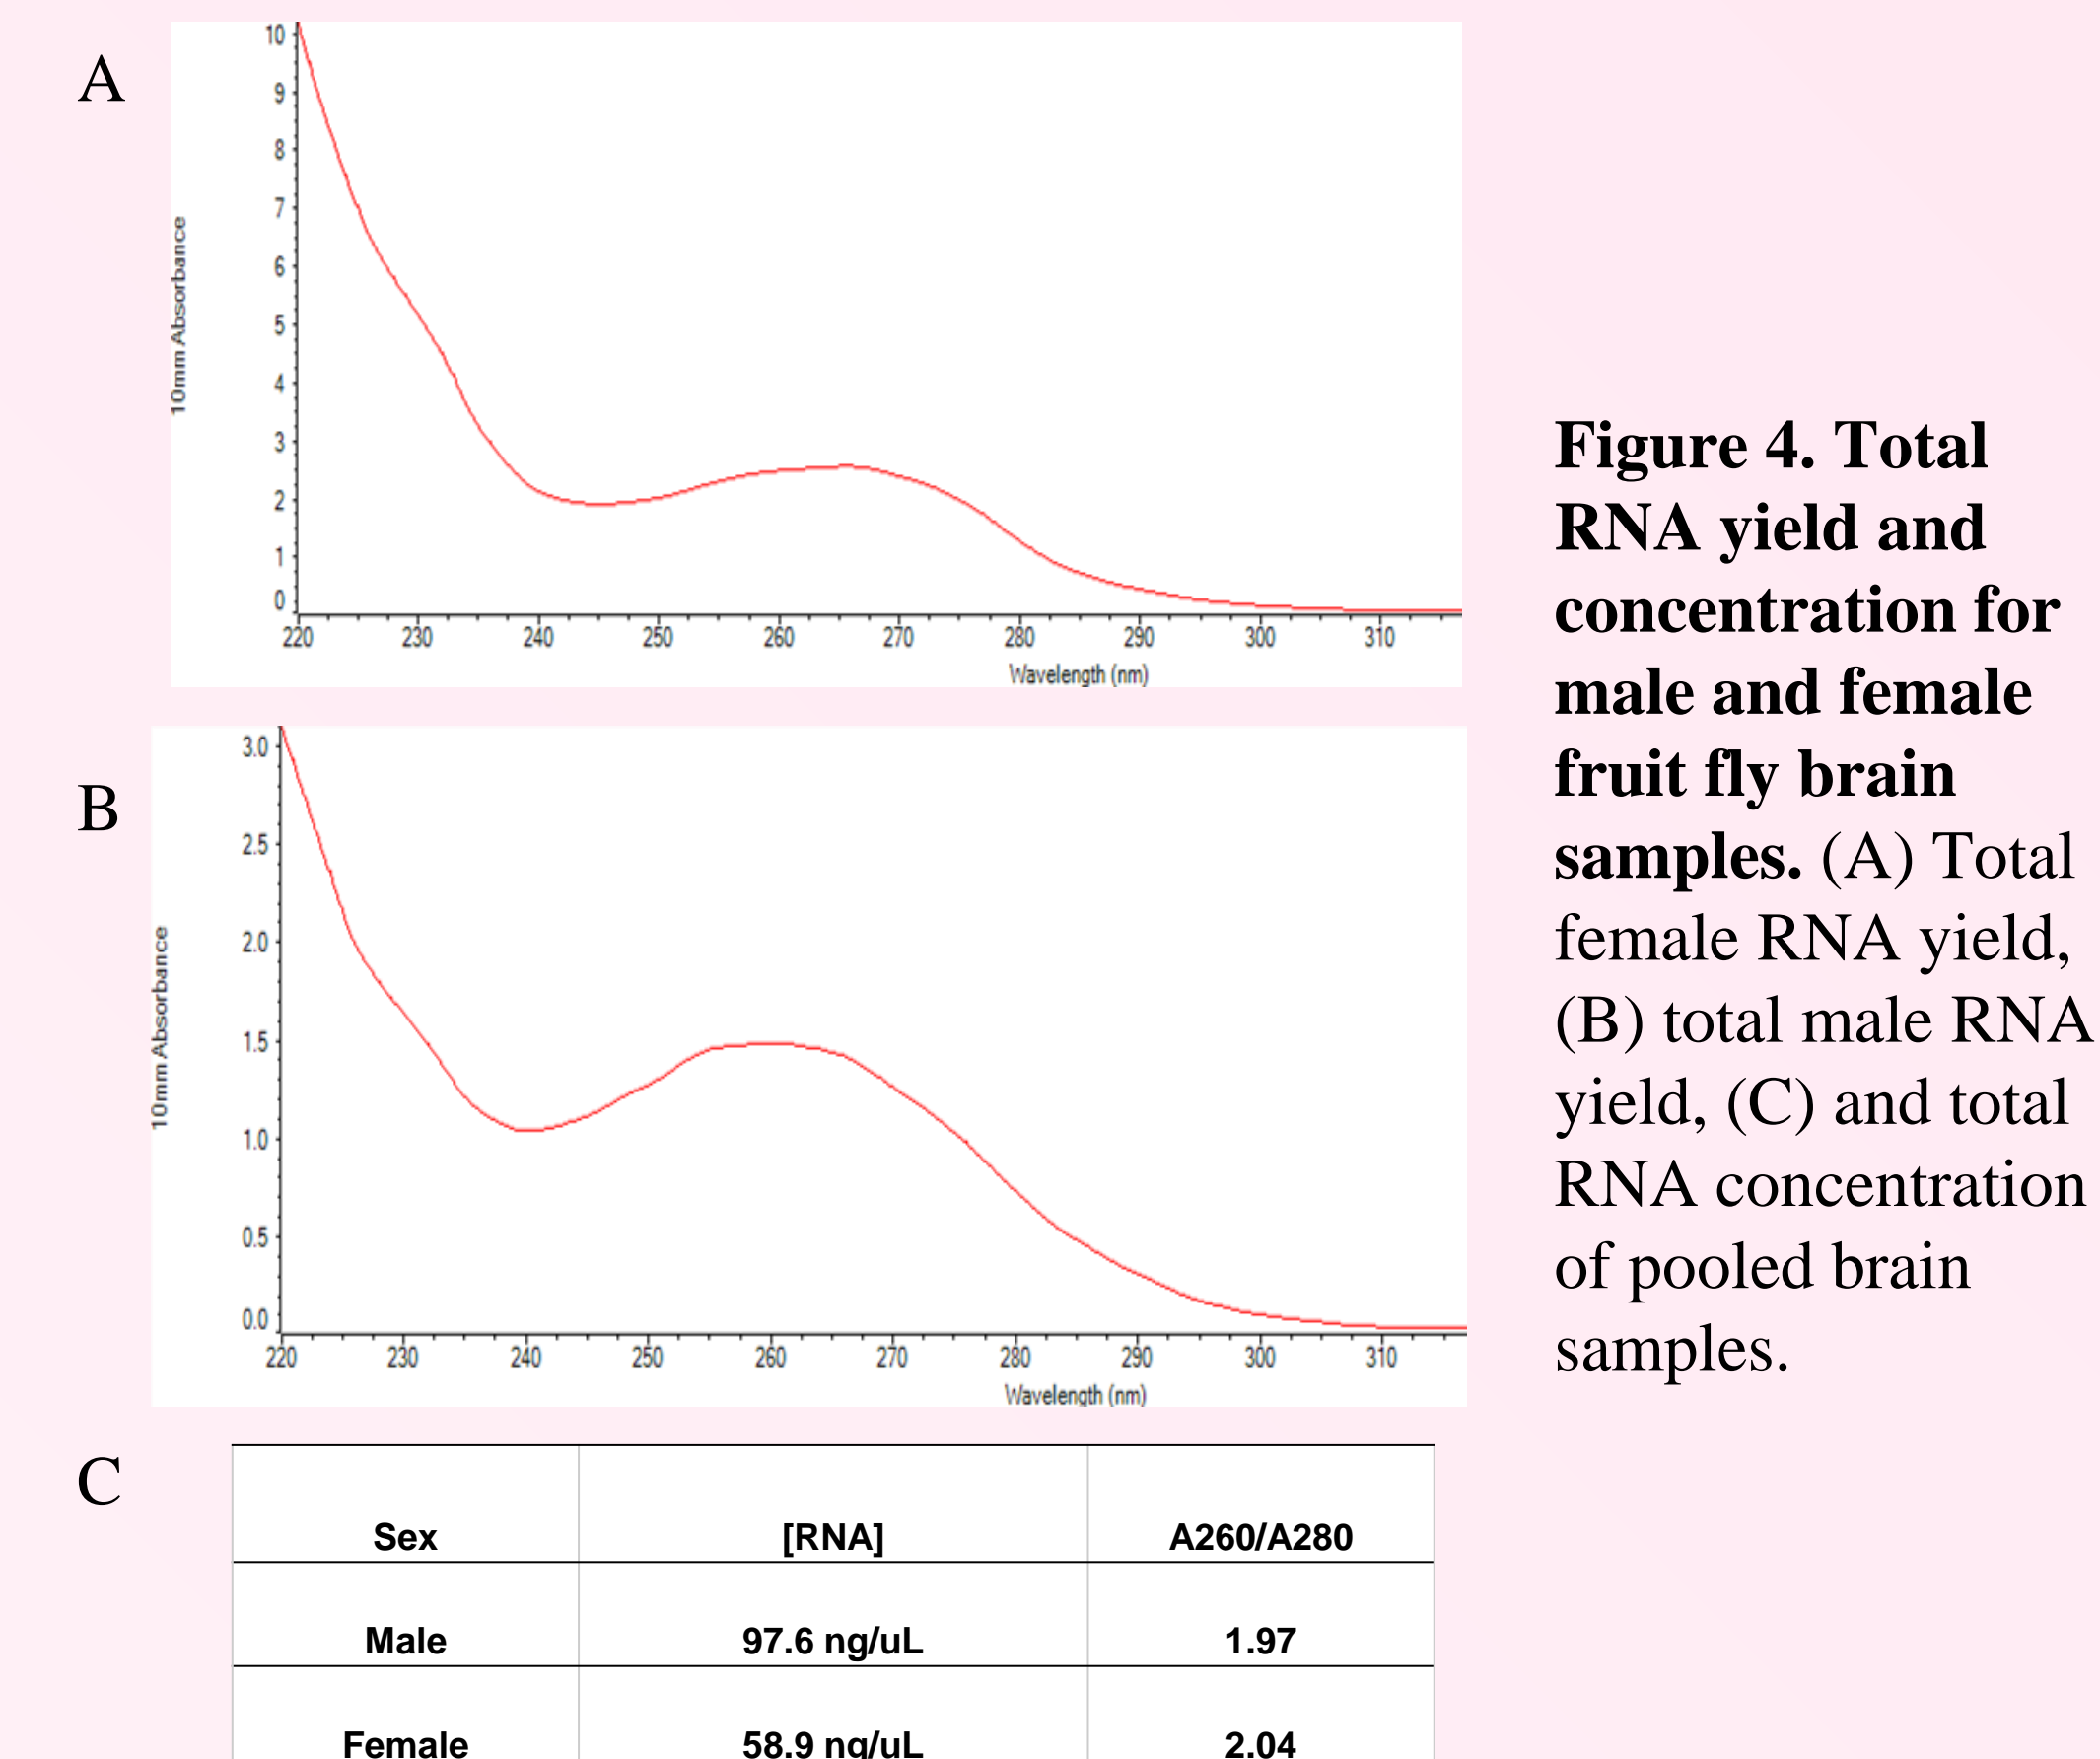 A
10
9
8
7
6
5
4
3
2
1
0
10mm Absorbance
220 230 240 250 260 270 280 290 300 310
Wavelength (nm)
B
3.0
2.5
2.0
1.5
1.0
0.5
0.0
10mm Absorbance
220 230 240 250 260 270 280 290 300 310
Wavelength (nm)
C
Sex [RNA] A260/A280
Male 97.6 ng/uL 1.97
Female 58.9 ng/uL 2.04
Figure 4. Total
RNA yield and
concentration for
male and female
fruit fly brain
samples. (A) Total
female RNA yield,
(B) total male RNA
yield, (C) and total
RNA concentration
of pooled brain
samples.